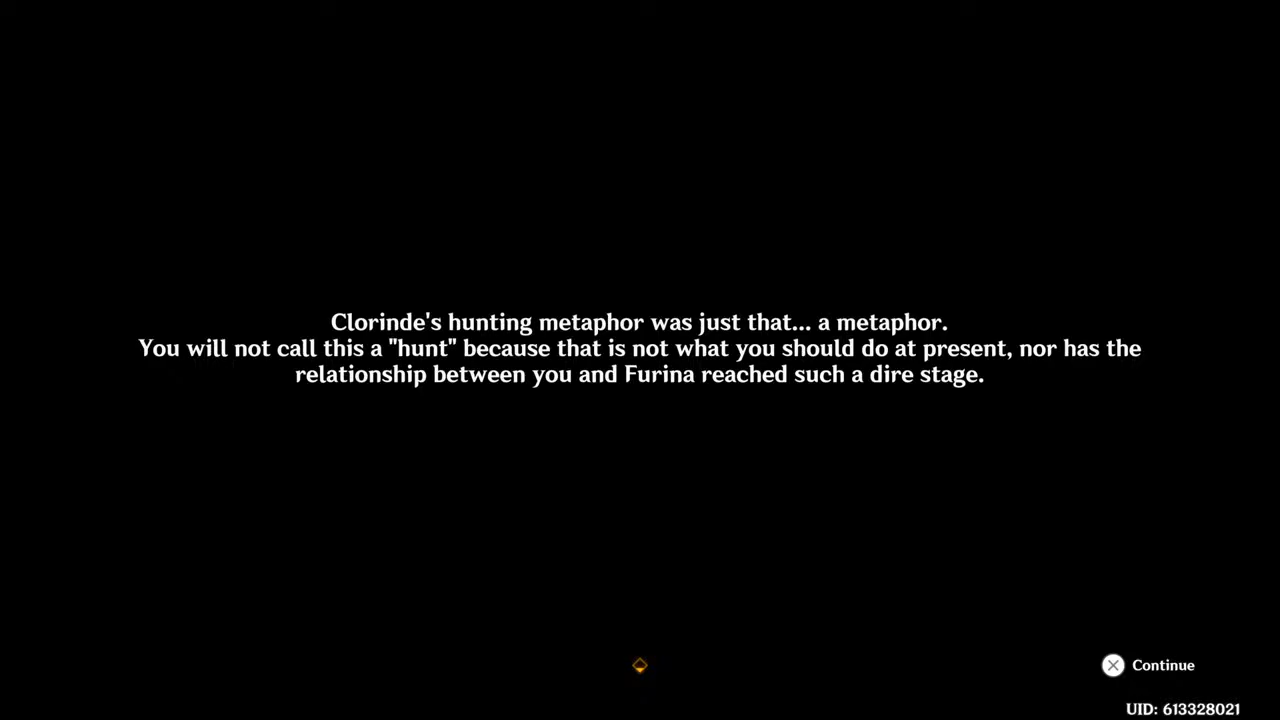 Clorinde's hunting metaphor was just that... a metaphor.
You will not call this a "hunt" because that is not what you should do at present, nor has the
relationship between you and Furina reached such a dire stage.
Continue
UID: 613328021